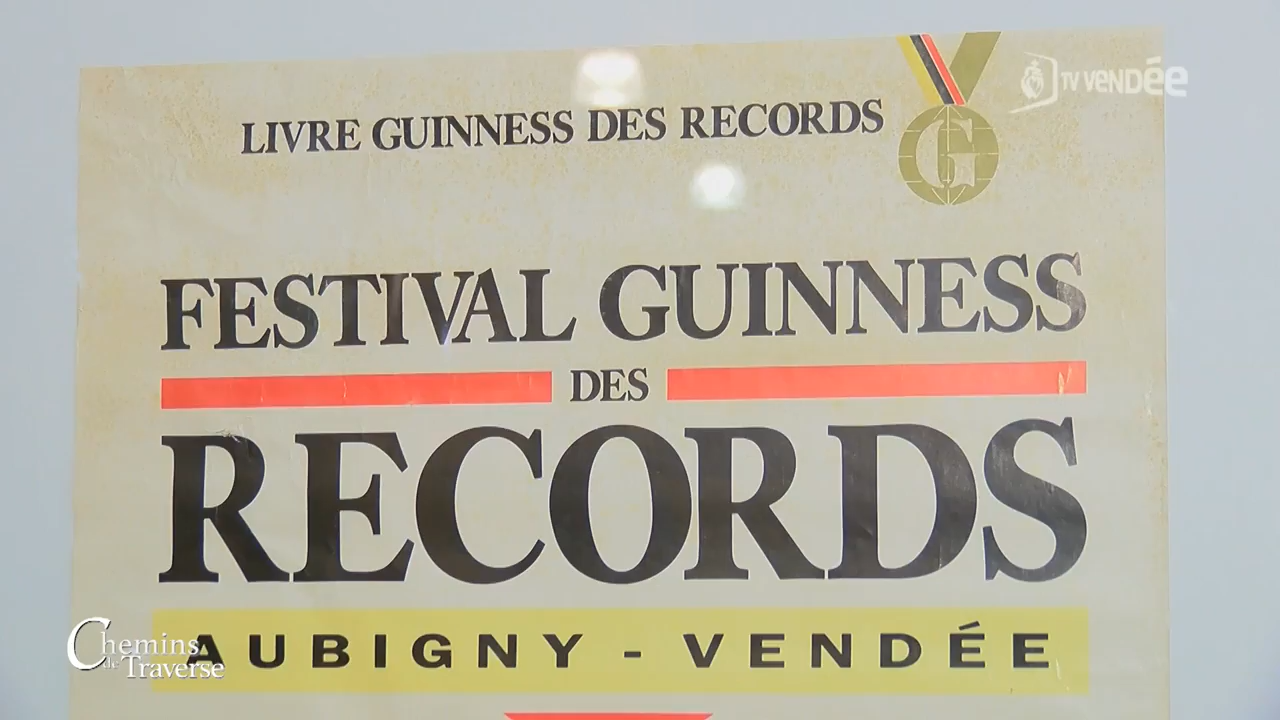 TV VENDÉE
LIVRE GUINNESS DES RECORDS
G
FESTIVAL GUINNESS
DES
RECORDS
AUBIGNY - VENDÉE
Chemins
de Traverse